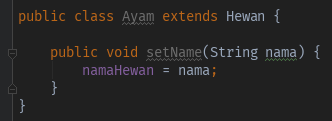 public class Ayam extends Hewan {
public void setName(String nama) {
namaHewan = nama;
}
}